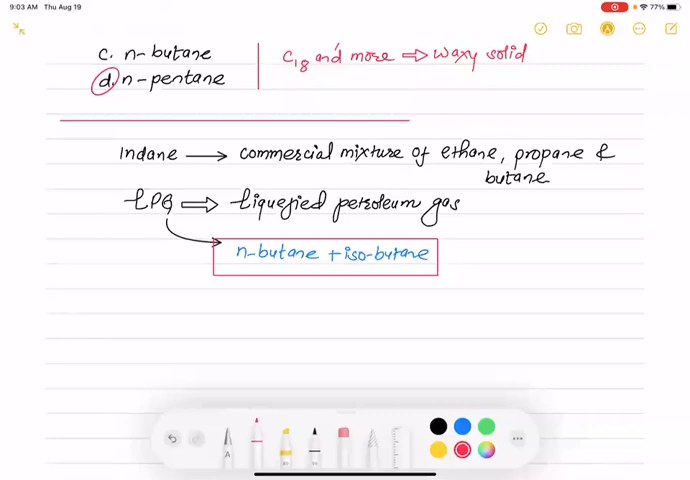 9:03 AM Thu Aug 19
77%
c. n-butane
d. n-pentane
C18 and more ⇒ waxy solid
Indane → commercial mixture of ethane, propane &
butane
LPG ⇒ liquefied petroleum gas
n-butane + iso-butane
A